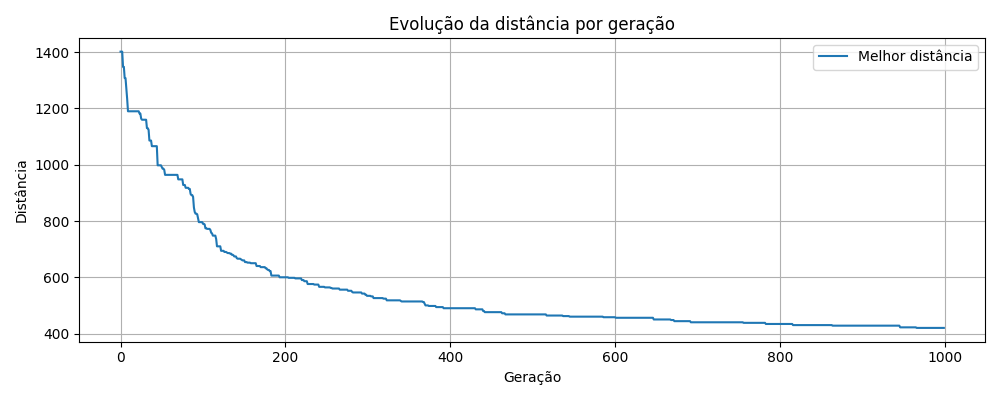 Evolução da distância por geração
Melhor distância
1400
1200
1000
800
600
400
Distância
0 200 400 600 800 1000
Geração